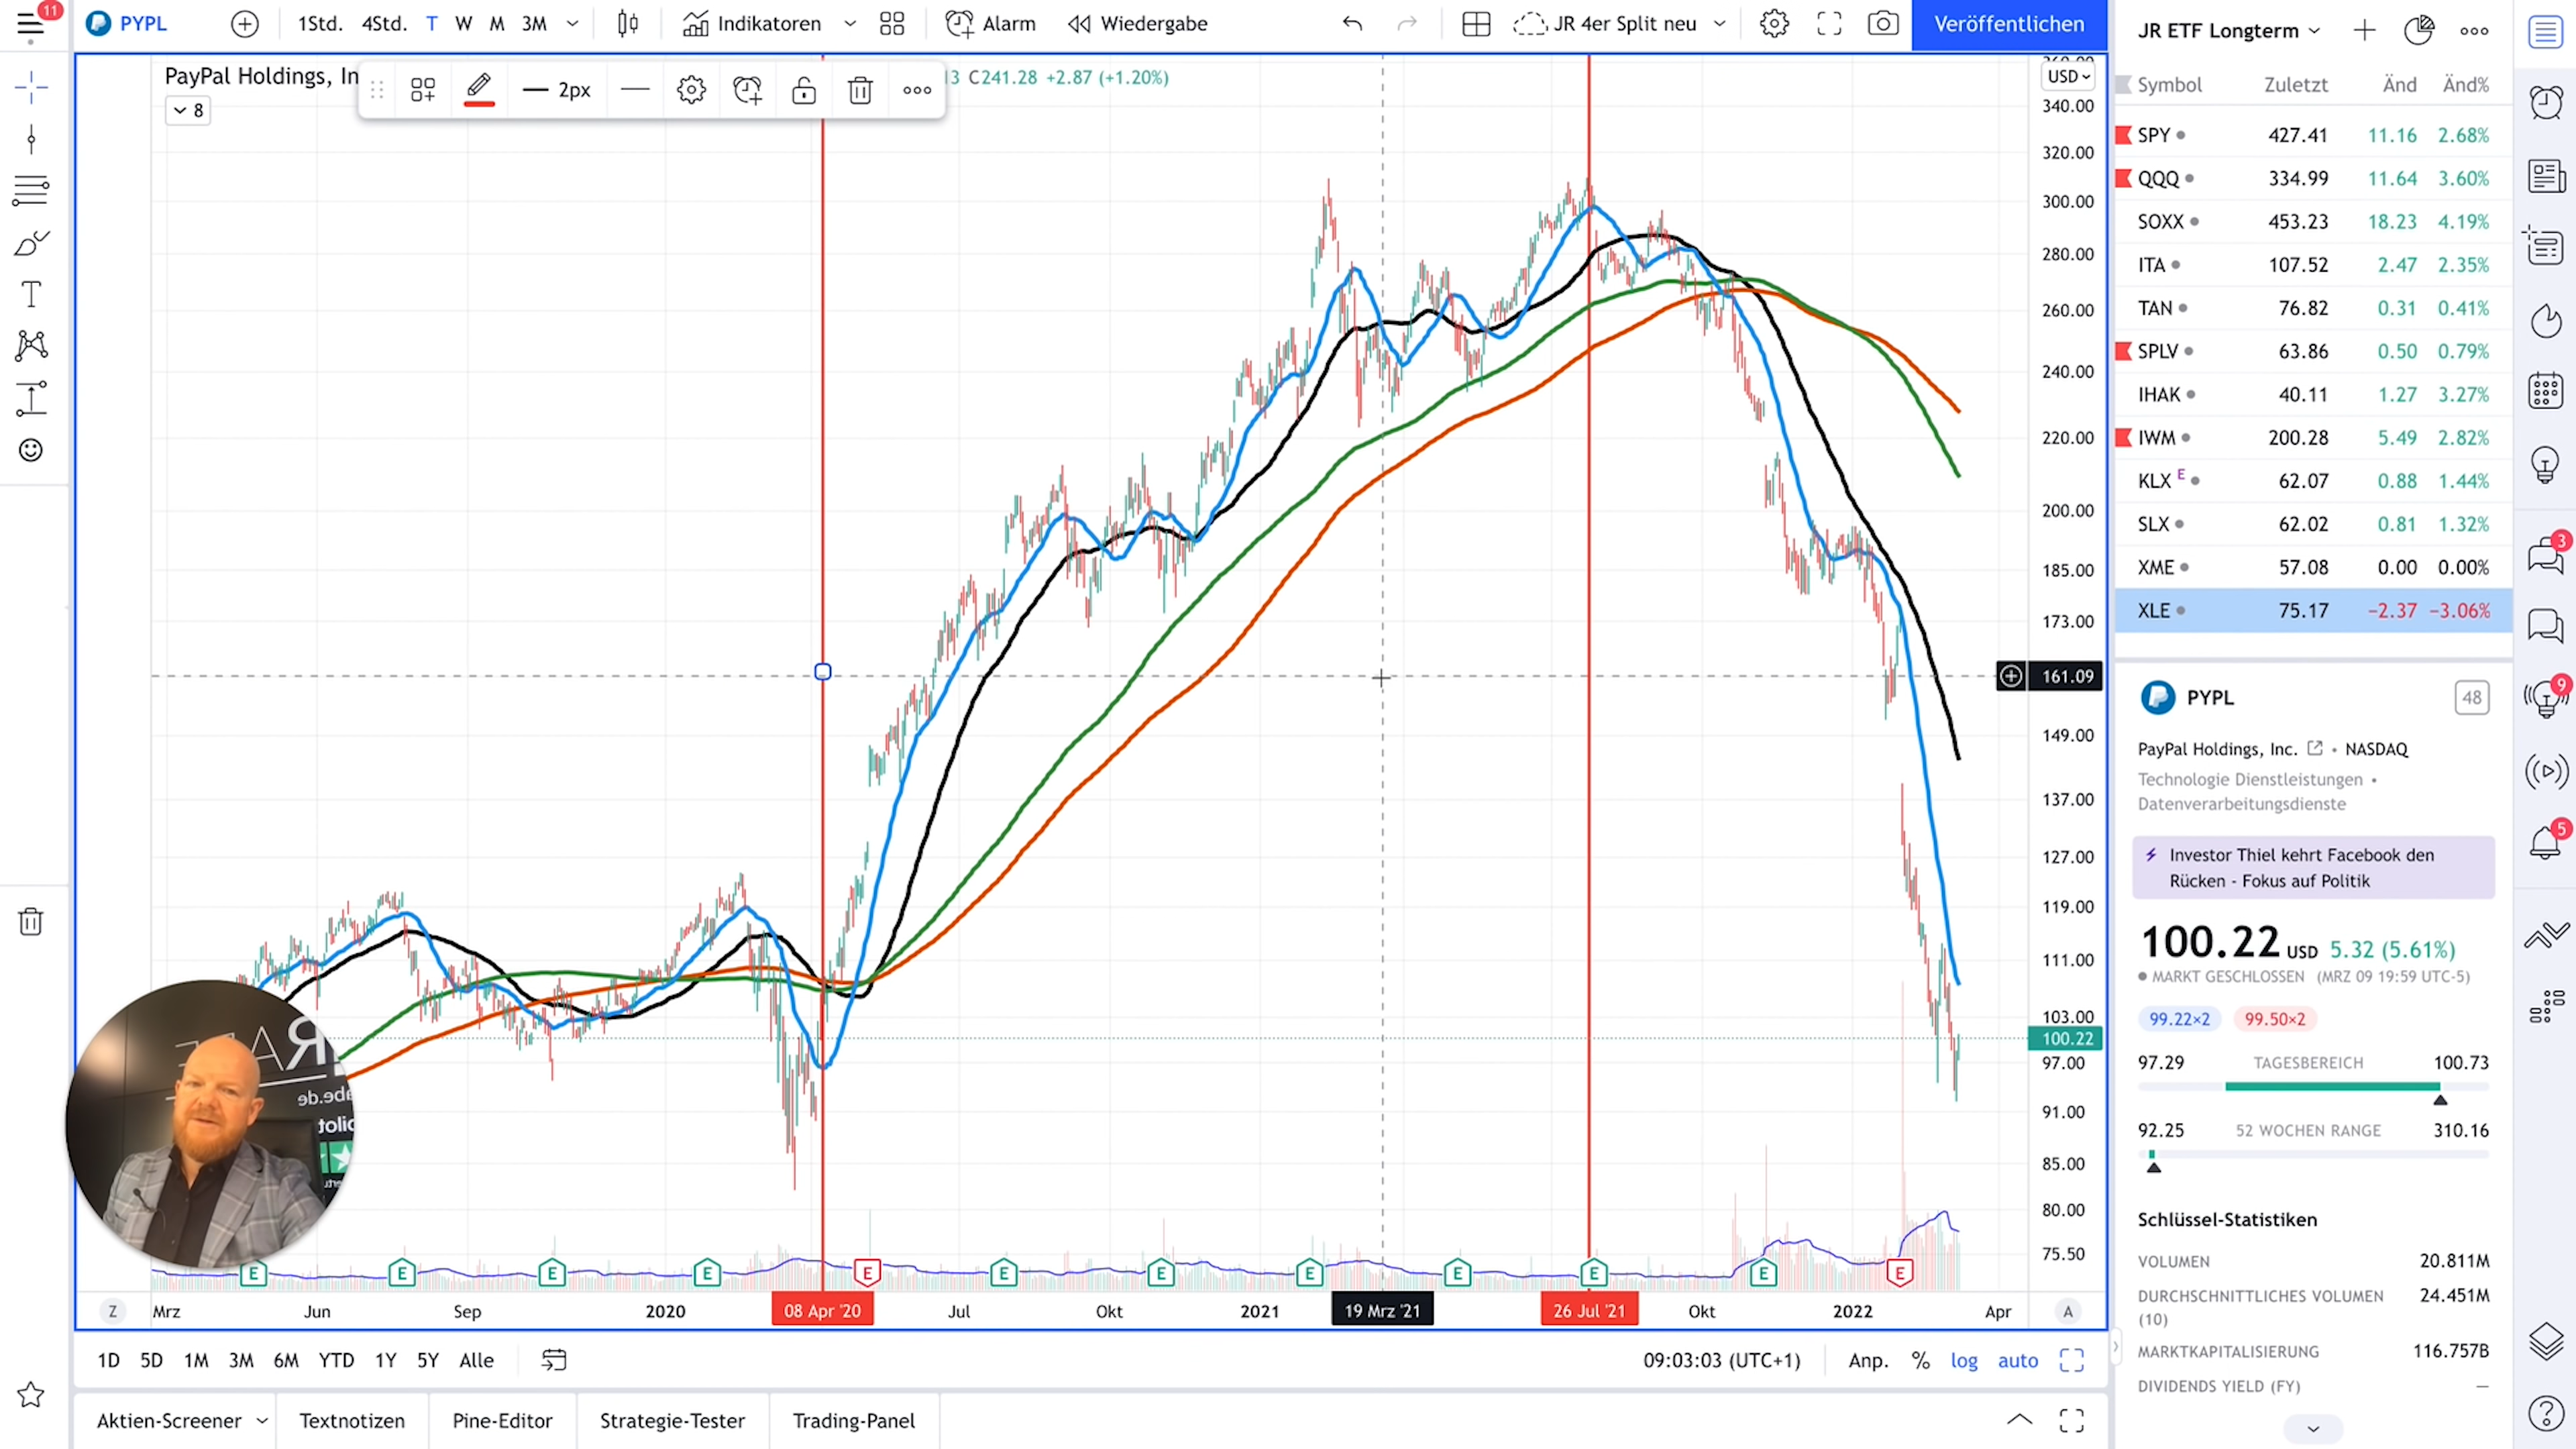 11
PYPL
1Std. 4Std. T W M 3M
Indikatoren
Alarm
Wiedergabe
JR 4er Split neu
Veröffentlichen
PayPal Holdings, In
2px
3 C241.28 +2.87 (+1.20%)
8
USD
340.00
320.00
300.00
280.00
260.00
240.00
220.00
200.00
185.00
173.00
161.09
149.00
137.00
127.00
119.00
111.00
103.00
100.22
97.00
91.00
85.00
80.00
75.50
E E E E E E E E E E E E
Z Mrz Jun Sep 2020 08 Apr '20 Jul Okt 2021 19 Mrz '21 26 Jul '21 Okt 2022 Apr A
1D 5D 1M 3M 6M YTD 1Y 5Y Alle
09:03:03 (UTC+1) Anp. % log auto
Aktien-Screener Textnotizen Pine-Editor Strategie-Tester Trading-Panel
JR ETF Longterm
Symbol Zuletzt Änd Änd%
SPY 427.41 11.16 2.68%
QQQ 334.99 11.64 3.60%
SOXX 453.23 18.23 4.19%
ITA 107.52 2.47 2.35%
TAN 76.82 0.31 0.41%
SPLV 63.86 0.50 0.79%
IHAK 40.11 1.27 3.27%
IWM 200.28 5.49 2.82%
KLX E 62.07 0.88 1.44%
SLX 62.02 0.81 1.32%
XME 57.08 0.00 0.00%
XLE 75.17 −2.37 −3.06%
PYPL 48
PayPal Holdings, Inc. • NASDAQ
Technologie Dienstleistungen •
Datenverarbeitungsdienste
Investor Thiel kehrt Facebook den
Rücken - Fokus auf Politik
100.22 USD 5.32 (5.61%)
MARKT GESCHLOSSEN (MRZ 09 19:59 UTC-5)
99.22×2 99.50×2
97.29 TAGESBEREICH 100.73
92.25 52 WOCHEN RANGE 310.16
Schlüssel-Statistiken
VOLUMEN 20.811M
DURCHSCHNITTLICHES VOLUMEN 24.451M
(10)
MARKTKAPITALISIERUNG 116.757B
DIVIDENDS YIELD (FY) —
3
9
5